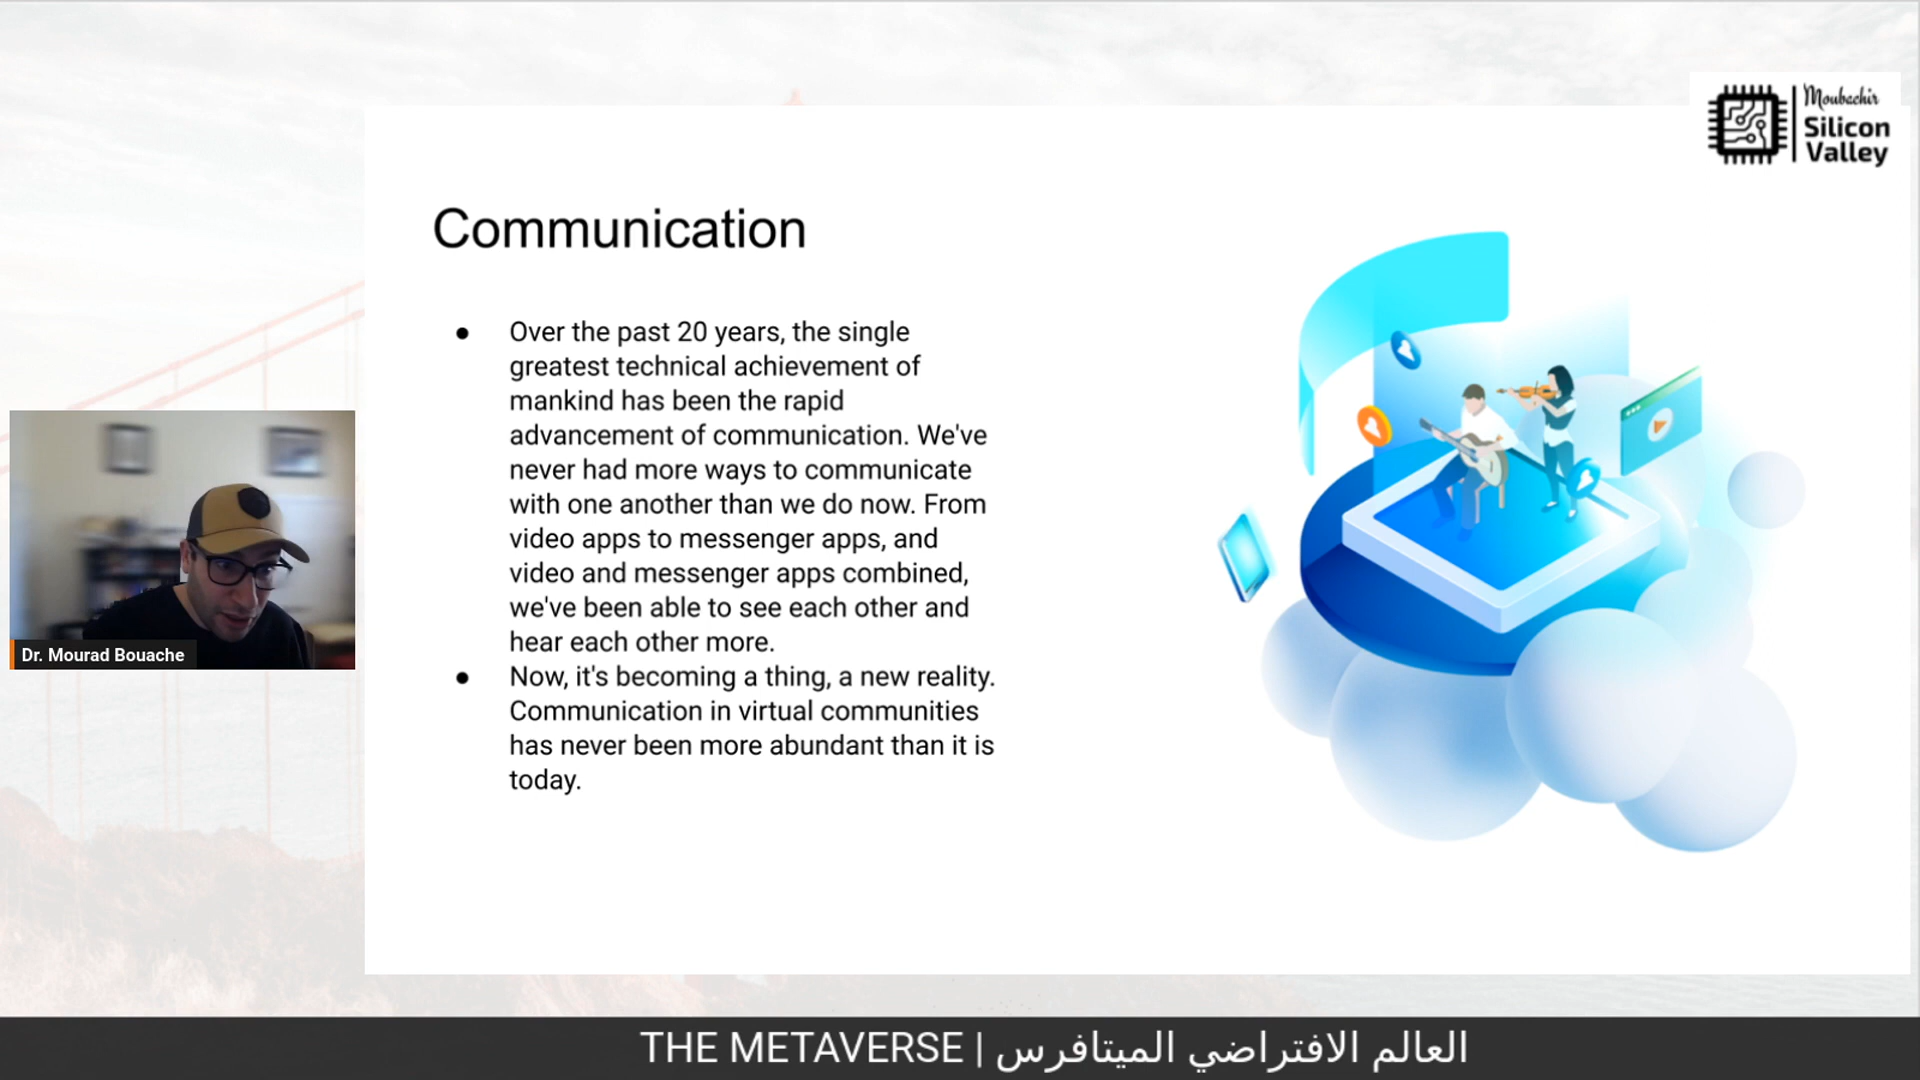 Moubachir
Silicon
Valley
Communication
● Over the past 20 years, the single
greatest technical achievement of
mankind has been the rapid
advancement of communication. We've
never had more ways to communicate
with one another than we do now. From
video apps to messenger apps, and
video and messenger apps combined,
we've been able to see each other and
hear each other more.
● Now, it's becoming a thing, a new reality.
Communication in virtual communities
has never been more abundant than it is
today.
Dr. Mourad Bouache
THE METAVERSE | العالم الافتراضي الميتافرس